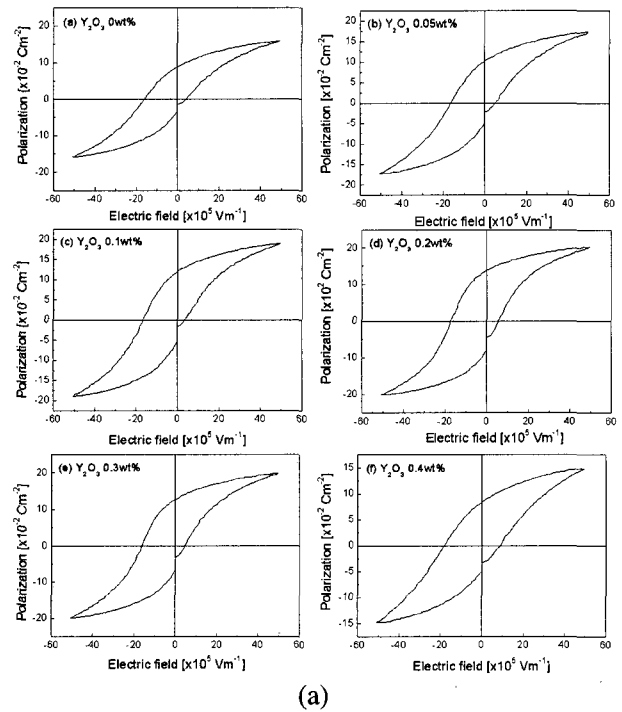 (a) Y₂O₃ 0wt%
Polarization [x10⁻² Cm⁻²]
20
10
0
-10
-20
-60 -40 -20 0 20 40 60
Electric field [x10⁵ Vm⁻¹]
(b) Y₂O₃ 0.05wt%
Polarization [x10⁻² Cm⁻²]
20
15
10
5
0
-5
-10
-15
-20
-60 -40 -20 0 20 40 60
Electric field [x10⁵ Vm⁻¹]
(c) Y₂O₃ 0.1wt%
Polarization [x10⁻² Cm⁻²]
20
15
10
5
0
-5
-10
-15
-20
-60 -40 -20 0 20 40 60
Electric field [x10⁵ Vm⁻¹]
(d) Y₂O₃ 0.2wt%
Polarization [x10⁻² Cm⁻²]
20
10
0
-10
-20
-60 -40 -20 0 20 40 60
Electric field [x10⁵ Vm⁻¹]
(e) Y₂O₃ 0.3wt%
Polarization [x10⁻² Cm⁻²]
20
10
0
-10
-20
-60 -40 -20 0 20 40 60
Electric field [x10⁵ Vm⁻¹]
(f) Y₂O₃ 0.4wt%
Polarization [x10⁻² Cm⁻²]
15
10
5
0
-5
-10
-15
-60 -40 -20 0 20 40 60
Electric field [x10⁵ Vm⁻¹]
(a)